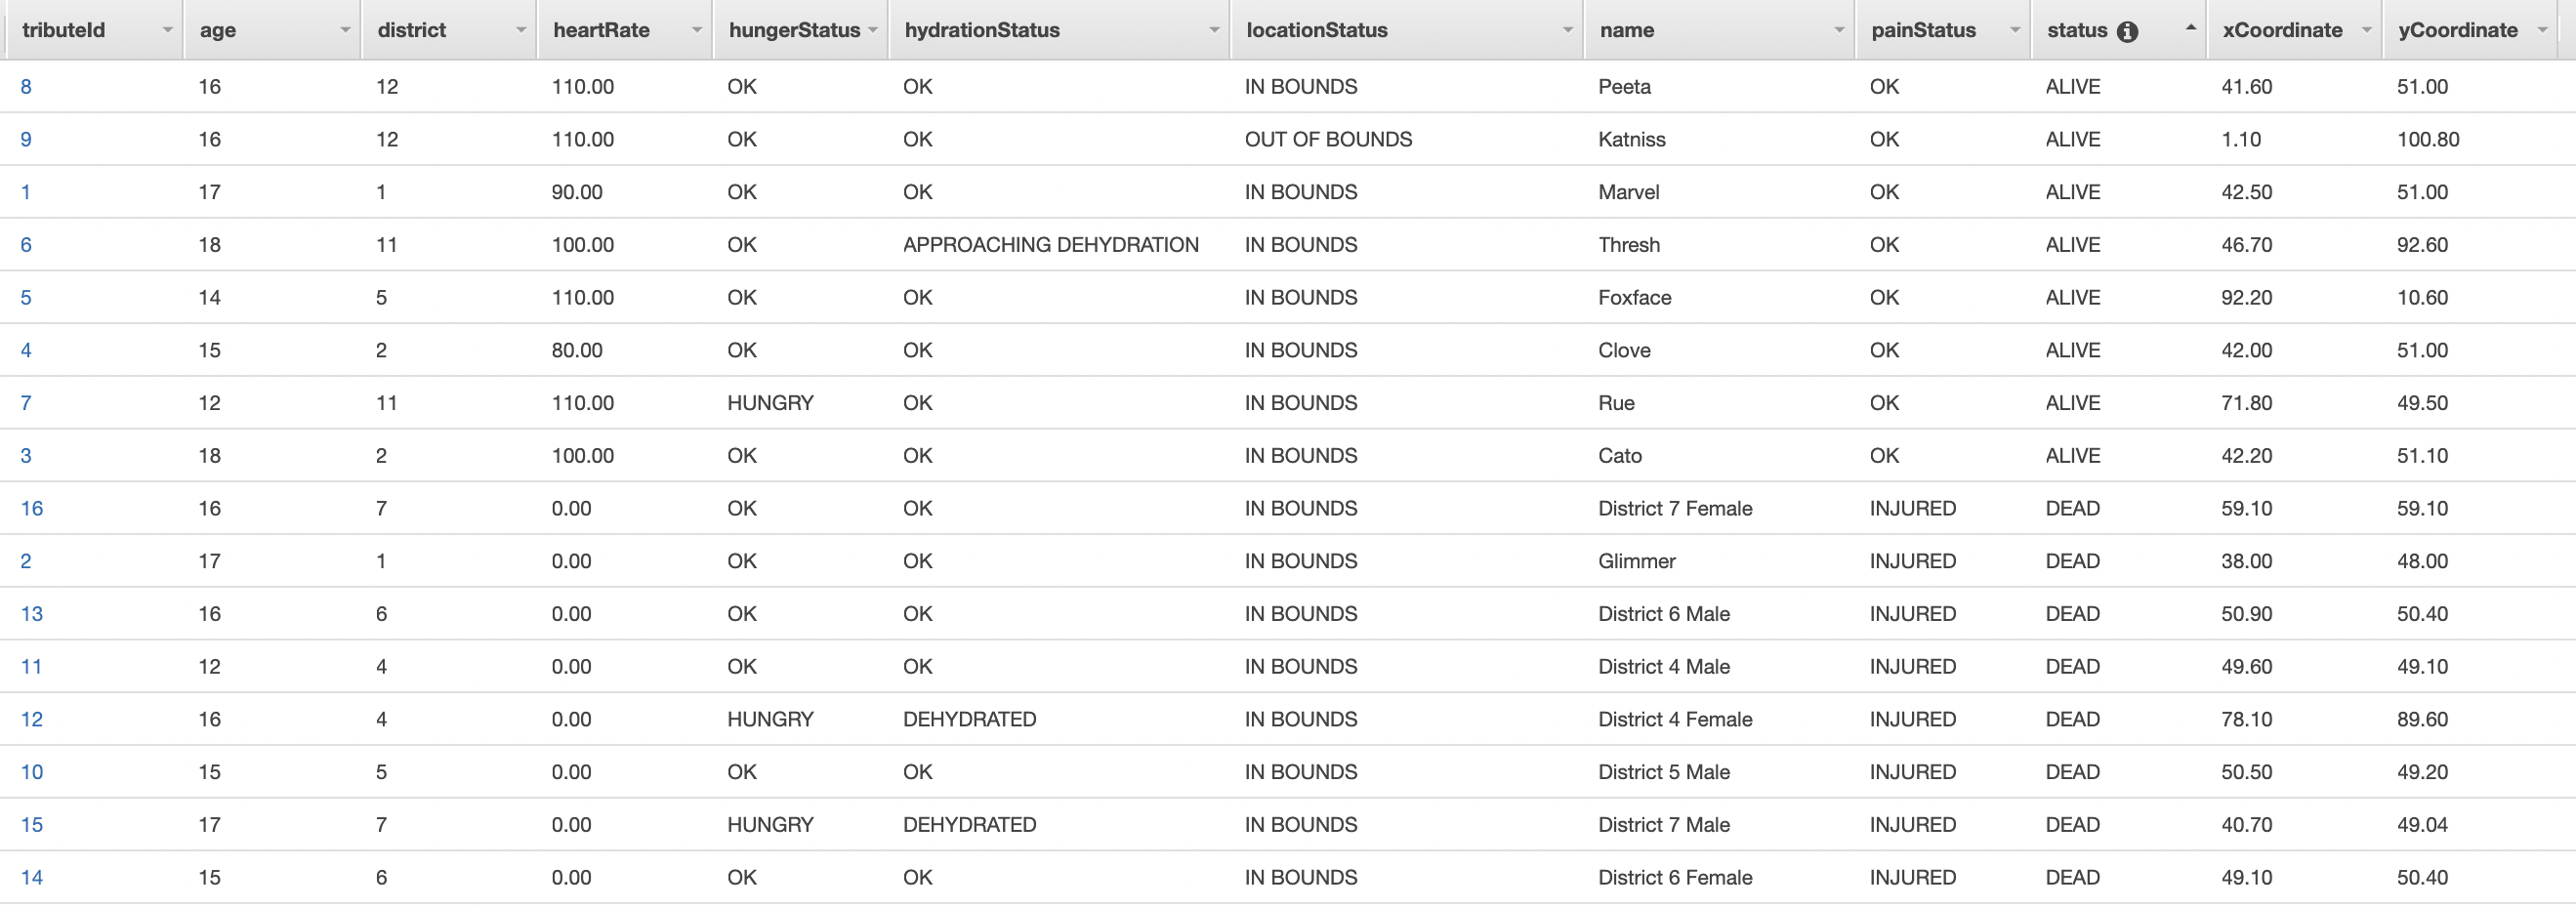 tributeId age district heartRate hungerStatus hydrationStatus locationStatus name painStatus status xCoordinate yCoordinate
8 16 12 110.00 OK OK IN BOUNDS Peeta OK ALIVE 41.60 51.00
9 16 12 110.00 OK OK OUT OF BOUNDS Katniss OK ALIVE 1.10 100.80
1 17 1 90.00 OK OK IN BOUNDS Marvel OK ALIVE 42.50 51.00
6 18 11 100.00 OK APPROACHING DEHYDRATION IN BOUNDS Thresh OK ALIVE 46.70 92.60
5 14 5 110.00 OK OK IN BOUNDS Foxface OK ALIVE 92.20 10.60
4 15 2 80.00 OK OK IN BOUNDS Clove OK ALIVE 42.00 51.00
7 12 11 110.00 HUNGRY OK IN BOUNDS Rue OK ALIVE 71.80 49.50
3 18 2 100.00 OK OK IN BOUNDS Cato OK ALIVE 42.20 51.10
16 16 7 0.00 OK OK IN BOUNDS District 7 Female INJURED DEAD 59.10 59.10
2 17 1 0.00 OK OK IN BOUNDS Glimmer INJURED DEAD 38.00 48.00
13 16 6 0.00 OK OK IN BOUNDS District 6 Male INJURED DEAD 50.90 50.40
11 12 4 0.00 OK OK IN BOUNDS District 4 Male INJURED DEAD 49.60 49.10
12 16 4 0.00 HUNGRY DEHYDRATED IN BOUNDS District 4 Female INJURED DEAD 78.10 89.60
10 15 5 0.00 OK OK IN BOUNDS District 5 Male INJURED DEAD 50.50 49.20
15 17 7 0.00 HUNGRY DEHYDRATED IN BOUNDS District 7 Male INJURED DEAD 40.70 49.04
14 15 6 0.00 OK OK IN BOUNDS District 6 Female INJURED DEAD 49.10 50.40